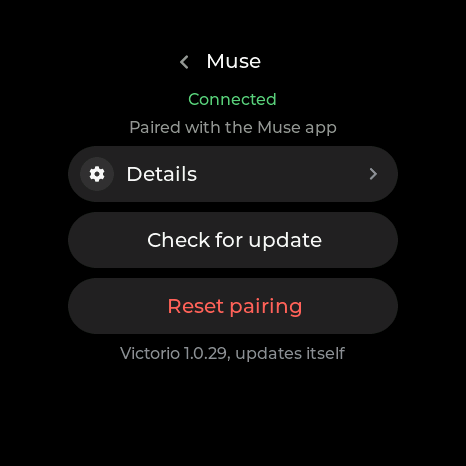 Muse
Connected
Paired with the Muse app
Details
Check for update
Reset pairing
Victorio 1.0.29, updates itself